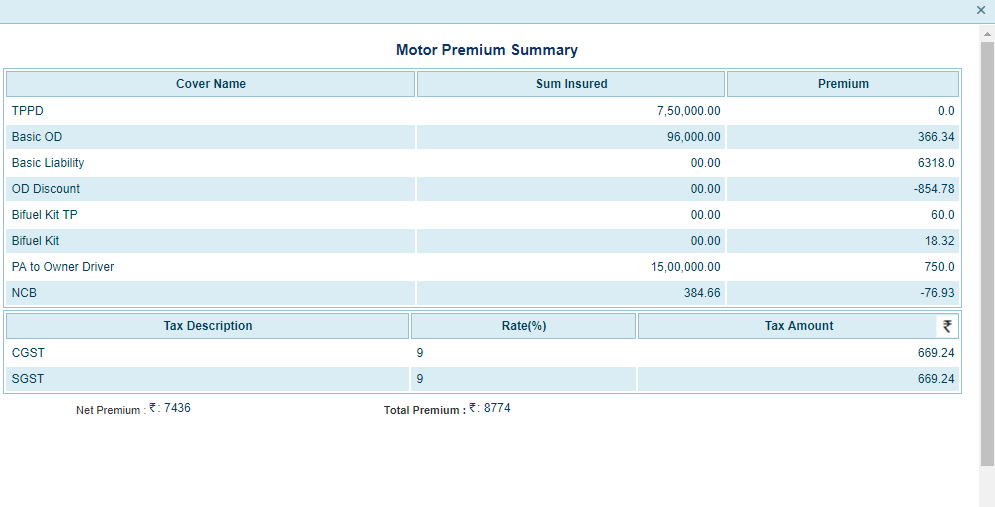 ×
Motor Premium Summary
Cover Name Sum Insured Premium
TPPD 7,50,000.00 0.0
Basic OD 96,000.00 366.34
Basic Liability 00.00 6318.0
OD Discount 00.00 -854.78
Bifuel Kit TP 00.00 60.0
Bifuel Kit 00.00 18.32
PA to Owner Driver 15,00,000.00 750.0
NCB 384.66 -76.93
Tax Description Rate(%) Tax Amount ₹
CGST 9 669.24
SGST 9 669.24
Net Premium : ₹: 7436 Total Premium : ₹: 8774